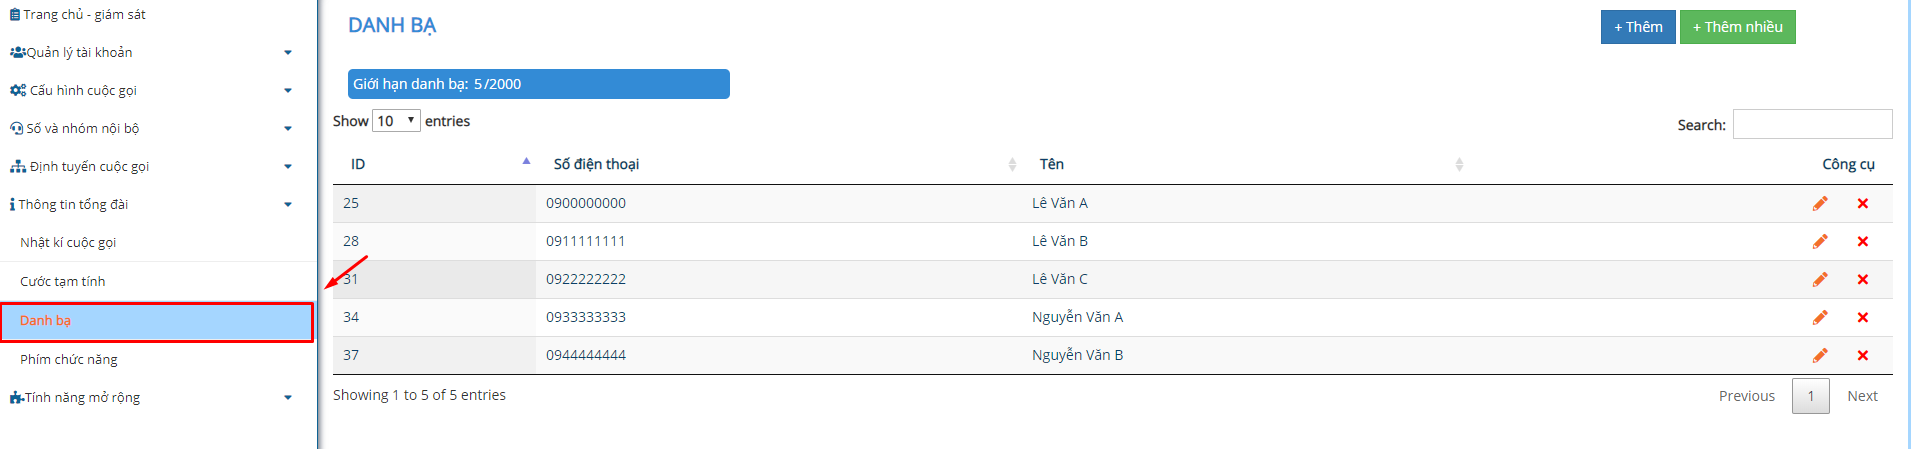 Trang chủ - giám sát
Quản lý tài khoản
Cấu hình cuộc gọi
Số và nhóm nội bộ
Định tuyến cuộc gọi
Thông tin tổng đài
Nhật kí cuộc gọi
Cước tạm tính
Danh bạ
Phím chức năng
Tính năng mở rộng
DANH BẠ
+ Thêm
+ Thêm nhiều
Giới hạn danh bạ: 5/2000
Show 10 entries
Search:
ID Số điện thoại Tên Công cụ
25 0900000000 Lê Văn A
28 0911111111 Lê Văn B
31 0922222222 Lê Văn C
34 0933333333 Nguyễn Văn A
37 0944444444 Nguyễn Văn B
Showing 1 to 5 of 5 entries
Previous 1 Next